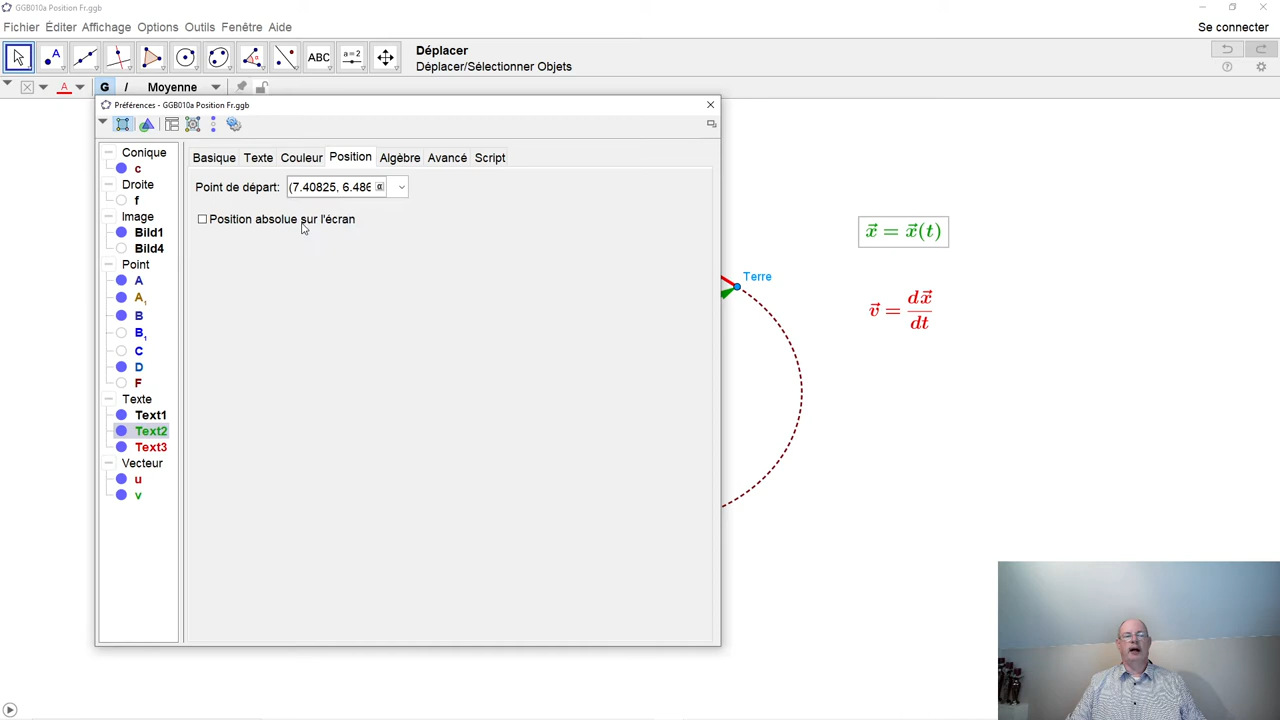 GGB010a Position Fr.ggb
Fichier Éditer Affichage Options Outils Fenêtre Aide
Se connecter
ABC
a=2
Déplacer
Déplacer/Sélectionner Objets
A G I Moyenne
Préférences - GGB010a Position Fr.ggb
Basique Texte Couleur Position Algèbre Avancé Script
Point de départ: (7.40825, 6.486 α
Position absolue sur l'écran
Conique
c
Droite
f
Image
Bild1
Bild4
Point
A
A₁
B
B₁
C
D
F
Texte
Text1
Text2
Text3
Vecteur
u
v
x⃗ = x⃗(t)
Terre
v⃗ = dx⃗/dt